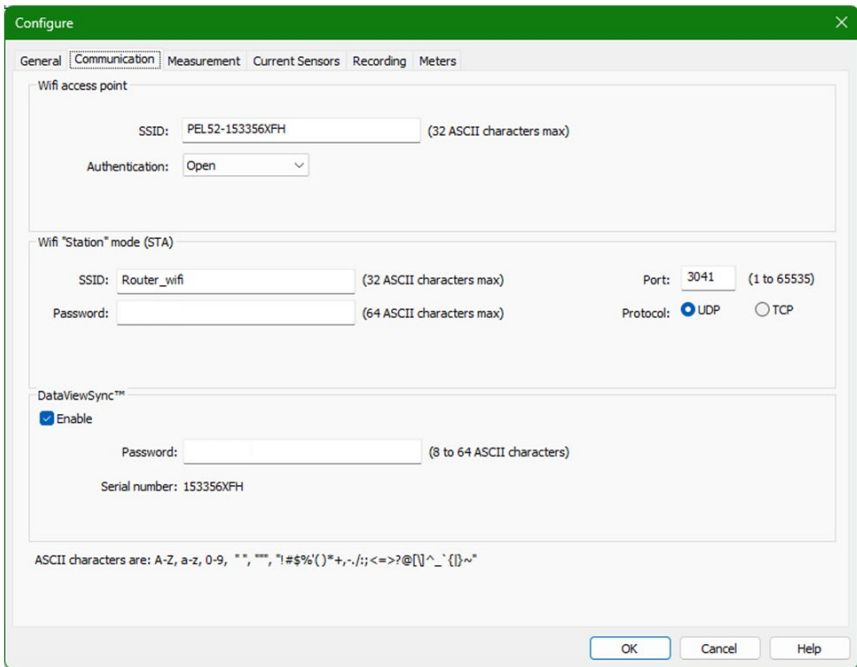 Configure
General Communication Measurement Current Sensors Recording Meters
Wifi access point
SSID: PEL52-153356XFH (32 ASCII characters max)
Authentication: Open
Wifi "Station" mode (STA)
SSID: Router_wifi (32 ASCII characters max) Port: 3041 (1 to 65535)
Password: (64 ASCII characters max) Protocol: UDP TCP
DataViewSync™
Enable
Password: (8 to 64 ASCII characters)
Serial number: 153356XFH
ASCII characters are: A-Z, a-z, 0-9, " ", """, "!#$%'()*+,-./:;<=>?@[\]^_`{|}~"
OK Cancel Help